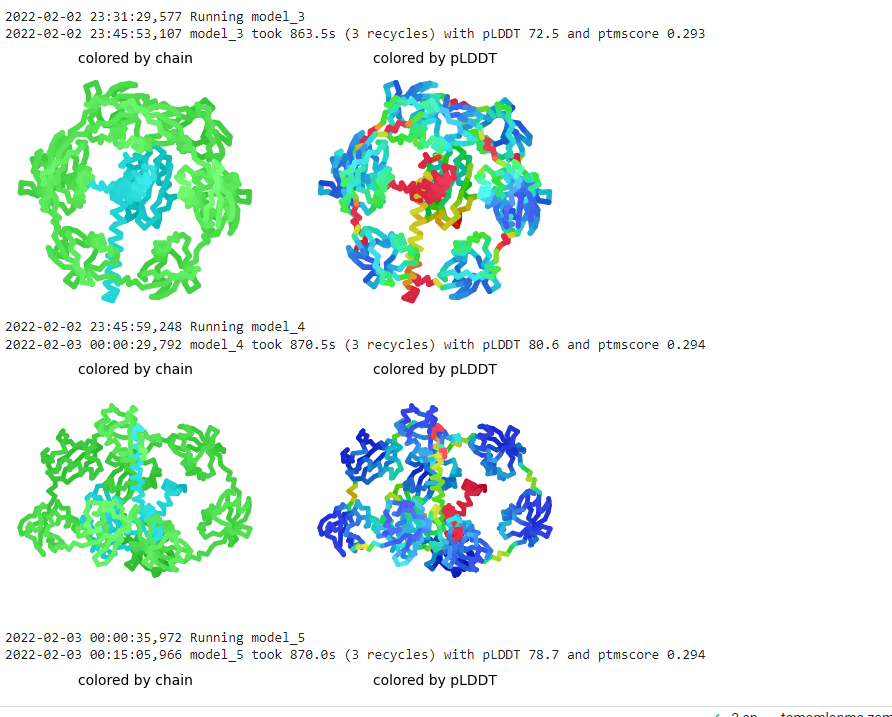 2022-02-02 23:31:29,577 Running model_3
2022-02-02 23:45:53,107 model_3 took 863.5s (3 recycles) with pLDDT 72.5 and ptmscore 0.293
colored by chain colored by pLDDT
2022-02-02 23:45:59,248 Running model_4
2022-02-03 00:00:29,792 model_4 took 870.5s (3 recycles) with pLDDT 80.6 and ptmscore 0.294
colored by chain colored by pLDDT
2022-02-03 00:00:35,972 Running model_5
2022-02-03 00:15:05,966 model_5 took 870.0s (3 recycles) with pLDDT 78.7 and ptmscore 0.294
colored by chain colored by pLDDT